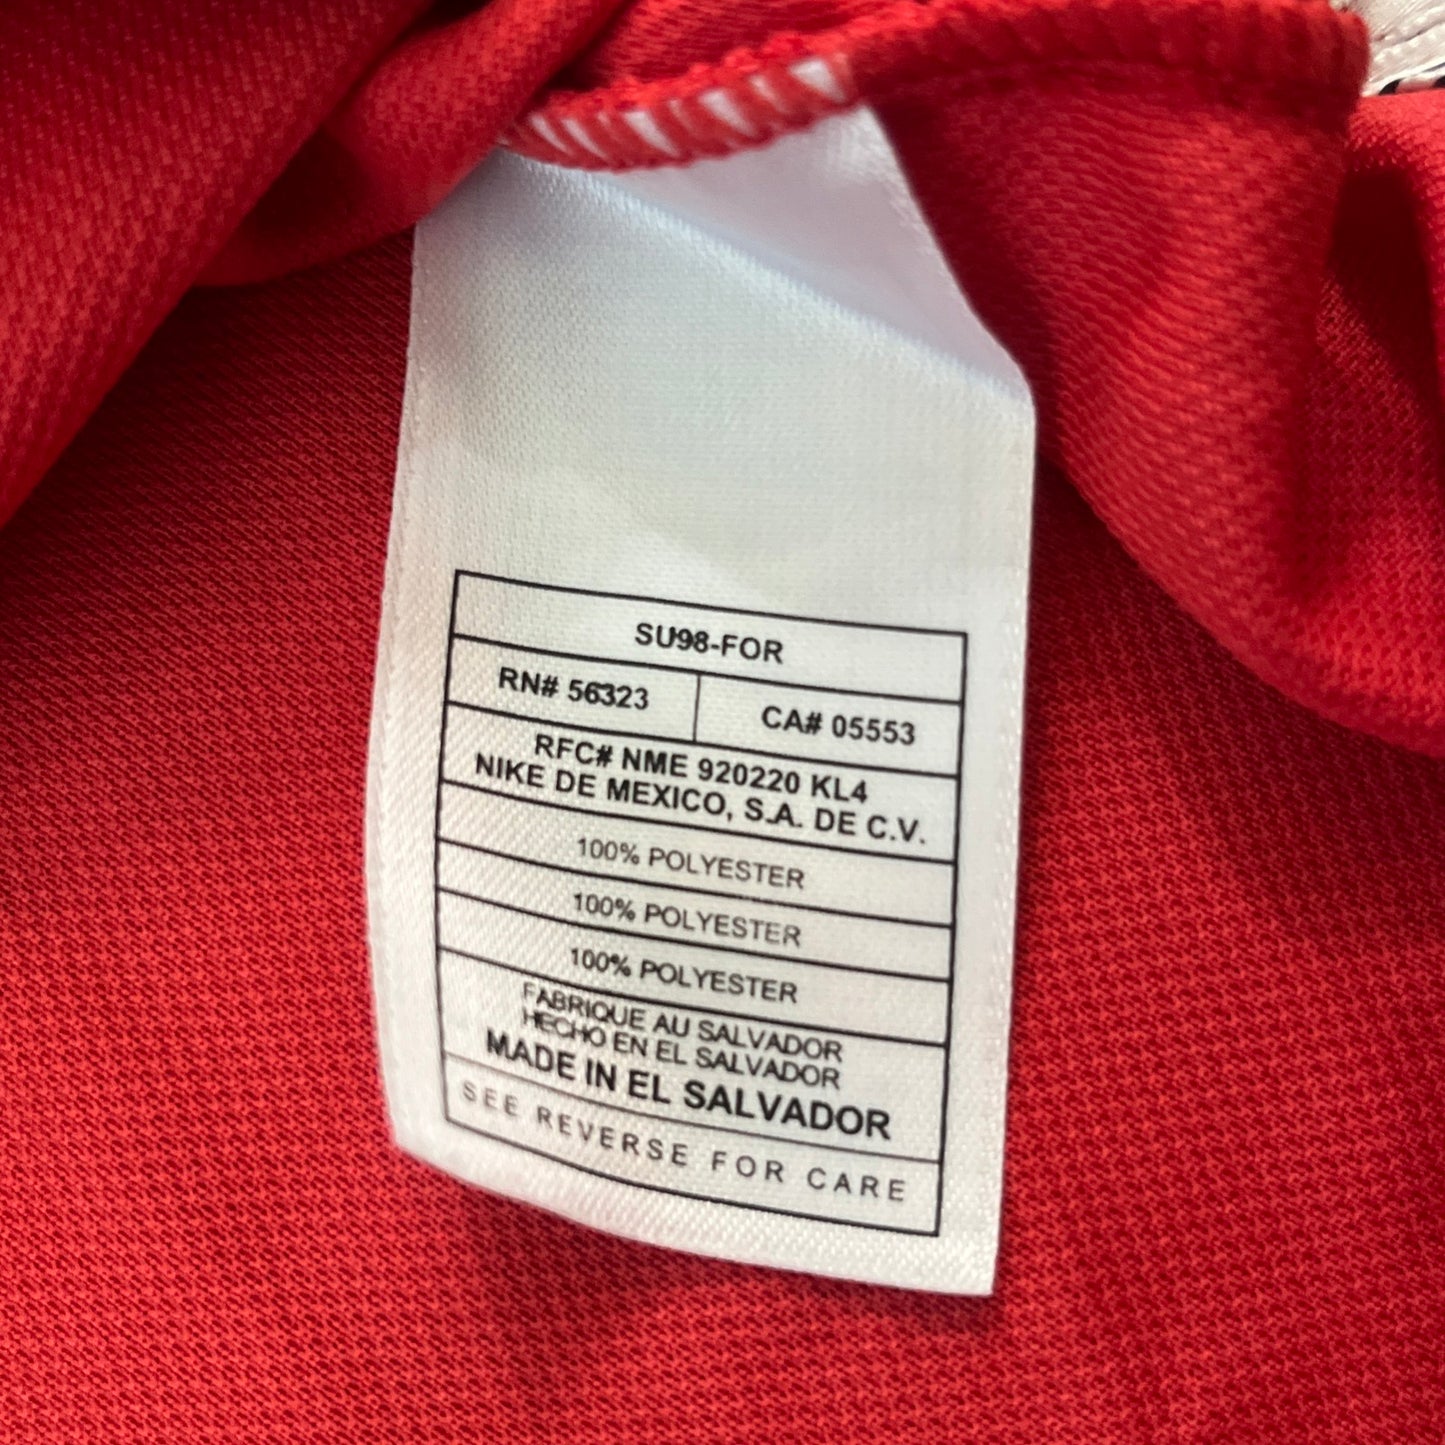 SU98-FOR
RN# 56323 CA# 05553
RFC# NME 920220 KL4
NIKE DE MEXICO, S.A. DE C.V.
100% POLYESTER
100% POLYESTER
100% POLYESTER
FABRIQUE AU SALVADOR
HECHO EN EL SALVADOR
MADE IN EL SALVADOR
SEE REVERSE FOR CARE